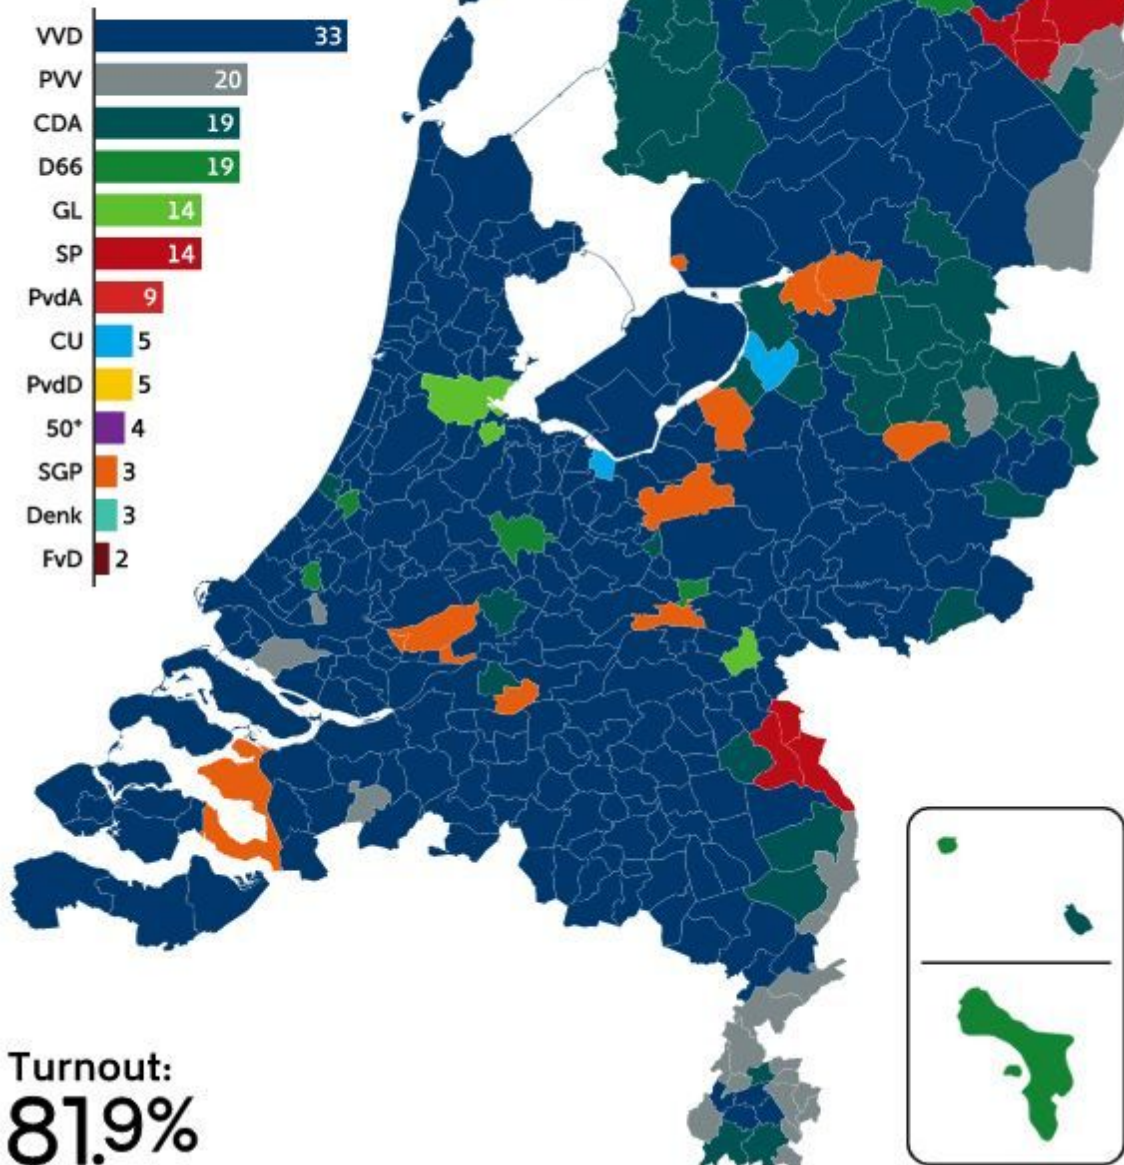 VVD 33
PVV 20
CDA 19
D66 19
GL 14
SP 14
PvdA 9
CU 5
PvdD 5
50+ 4
SGP 3
Denk 3
FvD 2
Turnout:
81.9%